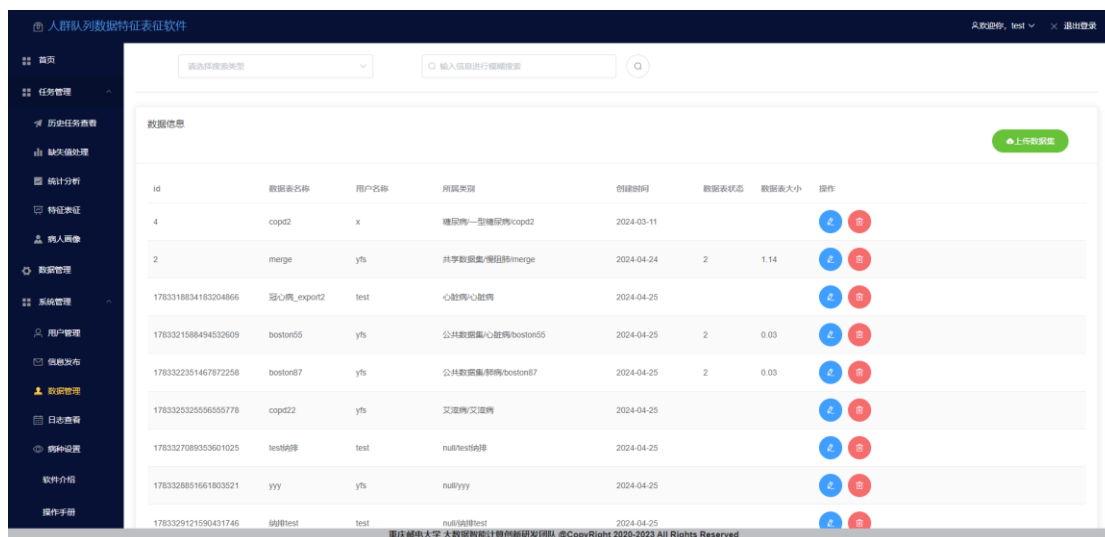 人群队列数据特征表征软件
欢迎你，test
退出登录
首页
任务管理
历史任务查看
缺失值处理
统计分析
特征表征
病人画像
数据管理
系统管理
用户管理
信息发布
数据管理
日志查看
病种设置
软件介绍
操作手册
请选择搜索类型
输入信息进行模糊搜索
数据信息
上传数据集
id 数据表名称 用户名称 所属类别 创建时间 数据表状态 数据表大小 操作
4 copd2 x 糖尿病/一型糖尿病/copd2 2024-03-11
2 merge yfs 共享数据集/慢阻肺/merge 2024-04-24 2 1.14
1783318834183204866 冠心病_export2 test 心脏病/心脏病 2024-04-25
1783321588494532609 boston55 yfs 公共数据集/心脏病/boston55 2024-04-25 2 0.03
1783322351467872258 boston87 yfs 公共数据集/肺病/boston87 2024-04-25 2 0.03
1783325325556555778 copd22 yfs 艾滋病/艾滋病 2024-04-25
1783327089353601025 test纳排 test null/test纳排 2024-04-25
1783328851661803521 yyy yfs null/yyy 2024-04-25
1783329121590431746 纳排test test null/纳排test 2024-04-25
重庆邮电大学 大数据智能计算创新研发团队 @CopyRight 2020-2023 All Rights Reserved